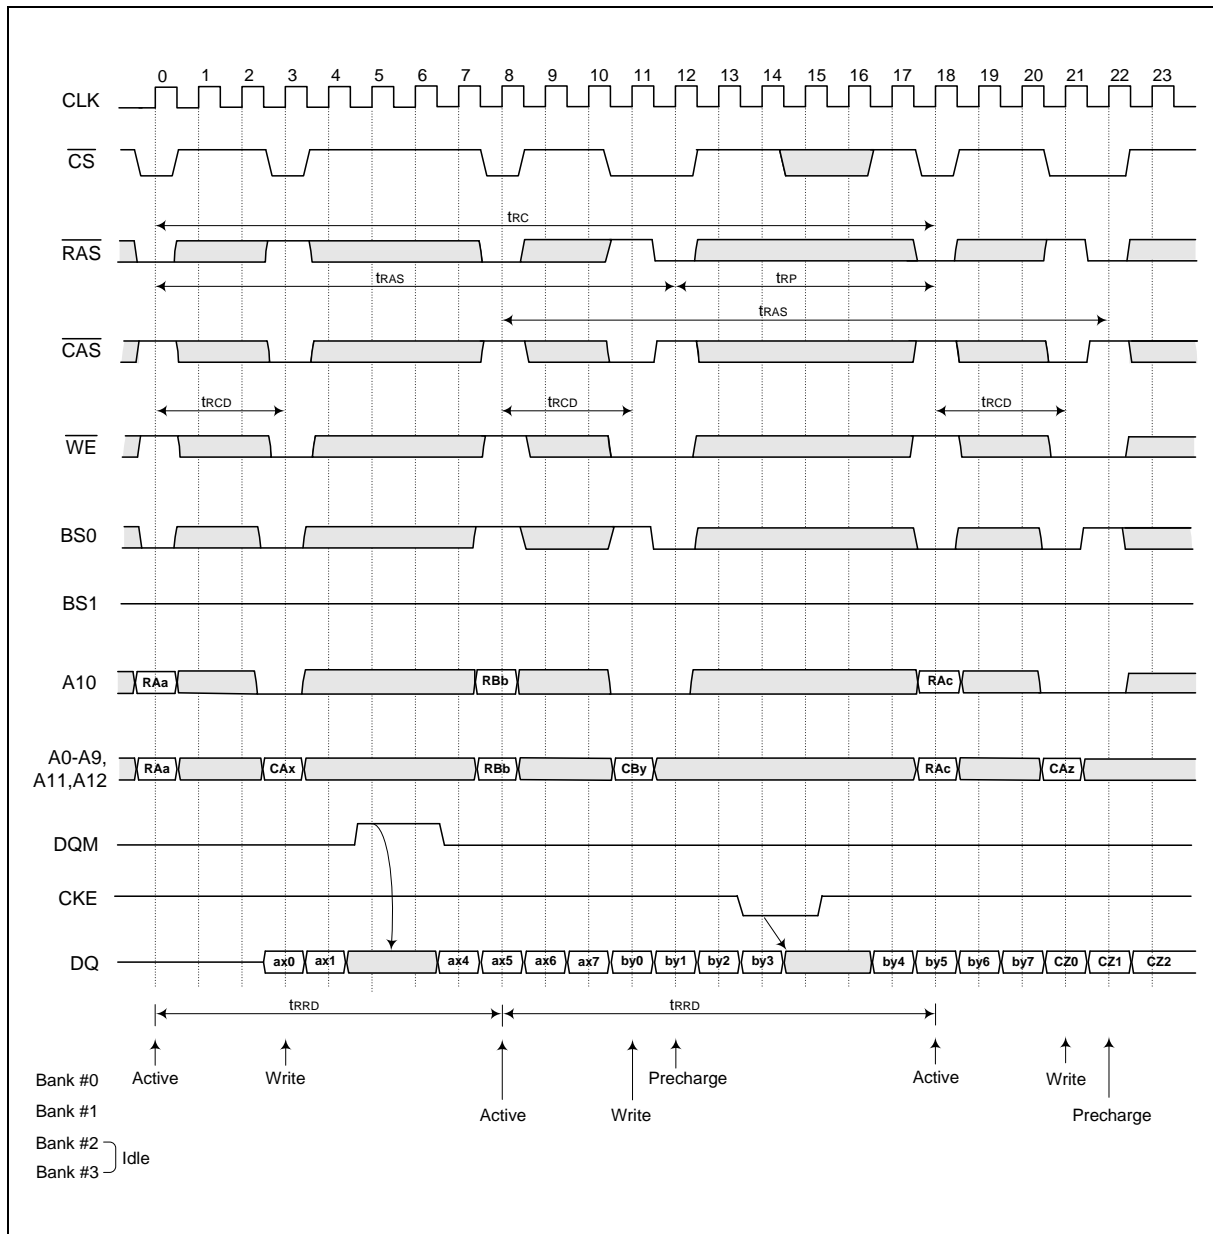 0 1 2 3 4 5 6 7 8 9 10 11 12 13 14 15 16 17 18 19 20 21 22 23
CLK
CS
tRC
RAS
tRAS tRP
tRAS
CAS
tRCD tRCD tRCD
WE
BS0
BS1
A10 RAa RBb RAc
A0-A9,
A11,A12
RAa CAx RBb CBy RAc CAz
DQM
CKE
DQ ax0 ax1 ax4 ax5 ax6 ax7 by0 by1 by2 by3 by4 by5 by6 by7 CZ0 CZ1 CZ2
tRRD tRRD
Bank #0 Active Write Precharge Active Write
Bank #1 Active Write Precharge
Bank #2
Idle
Bank #3